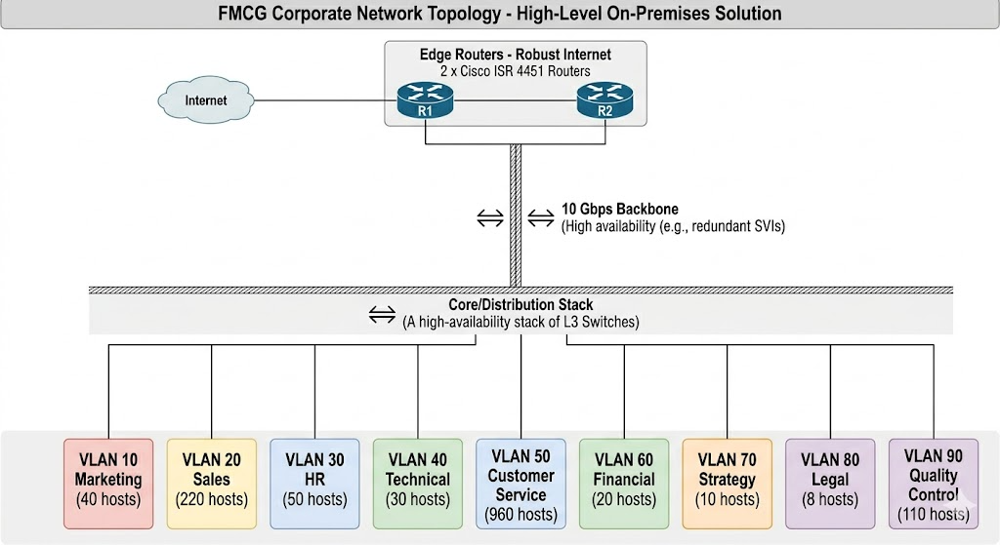 FMCG Corporate Network Topology - High-Level On-Premises Solution
Edge Routers - Robust Internet
2 x Cisco ISR 4451 Routers
Internet
R1
R2
10 Gbps Backbone
(High availability (e.g., redundant SVIs)
Core/Distribution Stack
(A high-availability stack of L3 Switches)
VLAN 10
Marketing
(40 hosts)
VLAN 20
Sales
(220 hosts)
VLAN 30
HR
(50 hosts)
VLAN 40
Technical
(30 hosts)
VLAN 50
Customer
Service
(960 hosts)
VLAN 60
Financial
(20 hosts)
VLAN 70
Strategy
(10 hosts)
VLAN 80
Legal
(8 hosts)
VLAN 90
Quality
Control
(110 hosts)